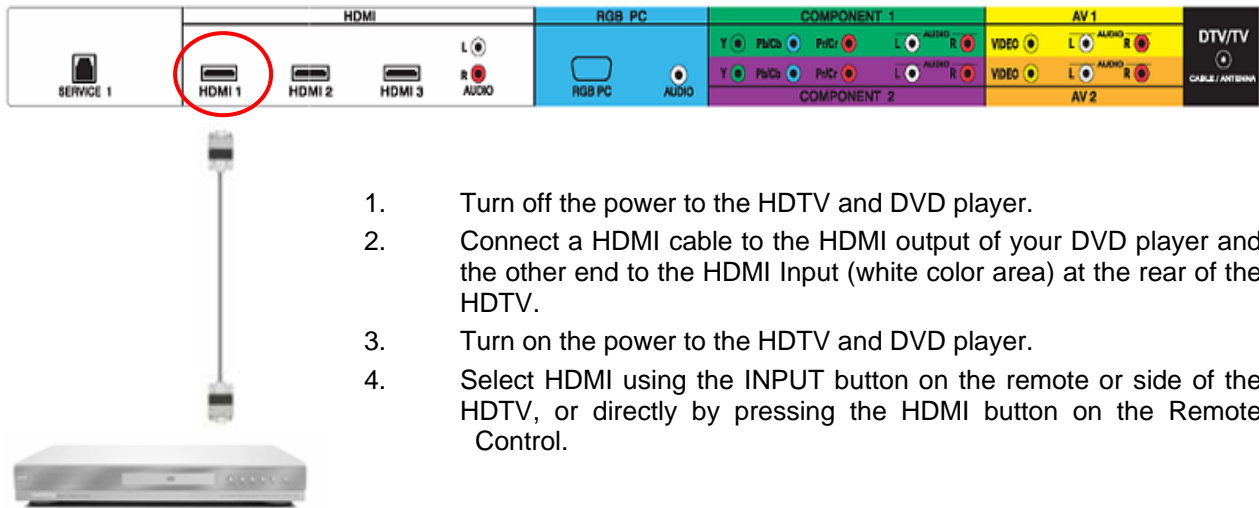 HDMI
RGB PC
COMPONENT 1
AV 1
SERVICE 1
HDMI 1
HDMI 2
HDMI 3
L
R
AUDIO
RGB PC
AUDIO
Y Pb/Cb Pr/Cr L AUDIO R
Y Pb/Cb Pr/Cr L AUDIO R
COMPONENT 2
VIDEO L AUDIO R
VIDEO L AUDIO R
AV 2
DTV/TV
CABLE / ANTENNA
1. Turn off the power to the HDTV and DVD player.
2. Connect a HDMI cable to the HDMI output of your DVD player and
the other end to the HDMI Input (white color area) at the rear of the
HDTV.
3. Turn on the power to the HDTV and DVD player.
4. Select HDMI using the INPUT button on the remote or side of the
HDTV, or directly by pressing the HDMI button on the Remote
Control.